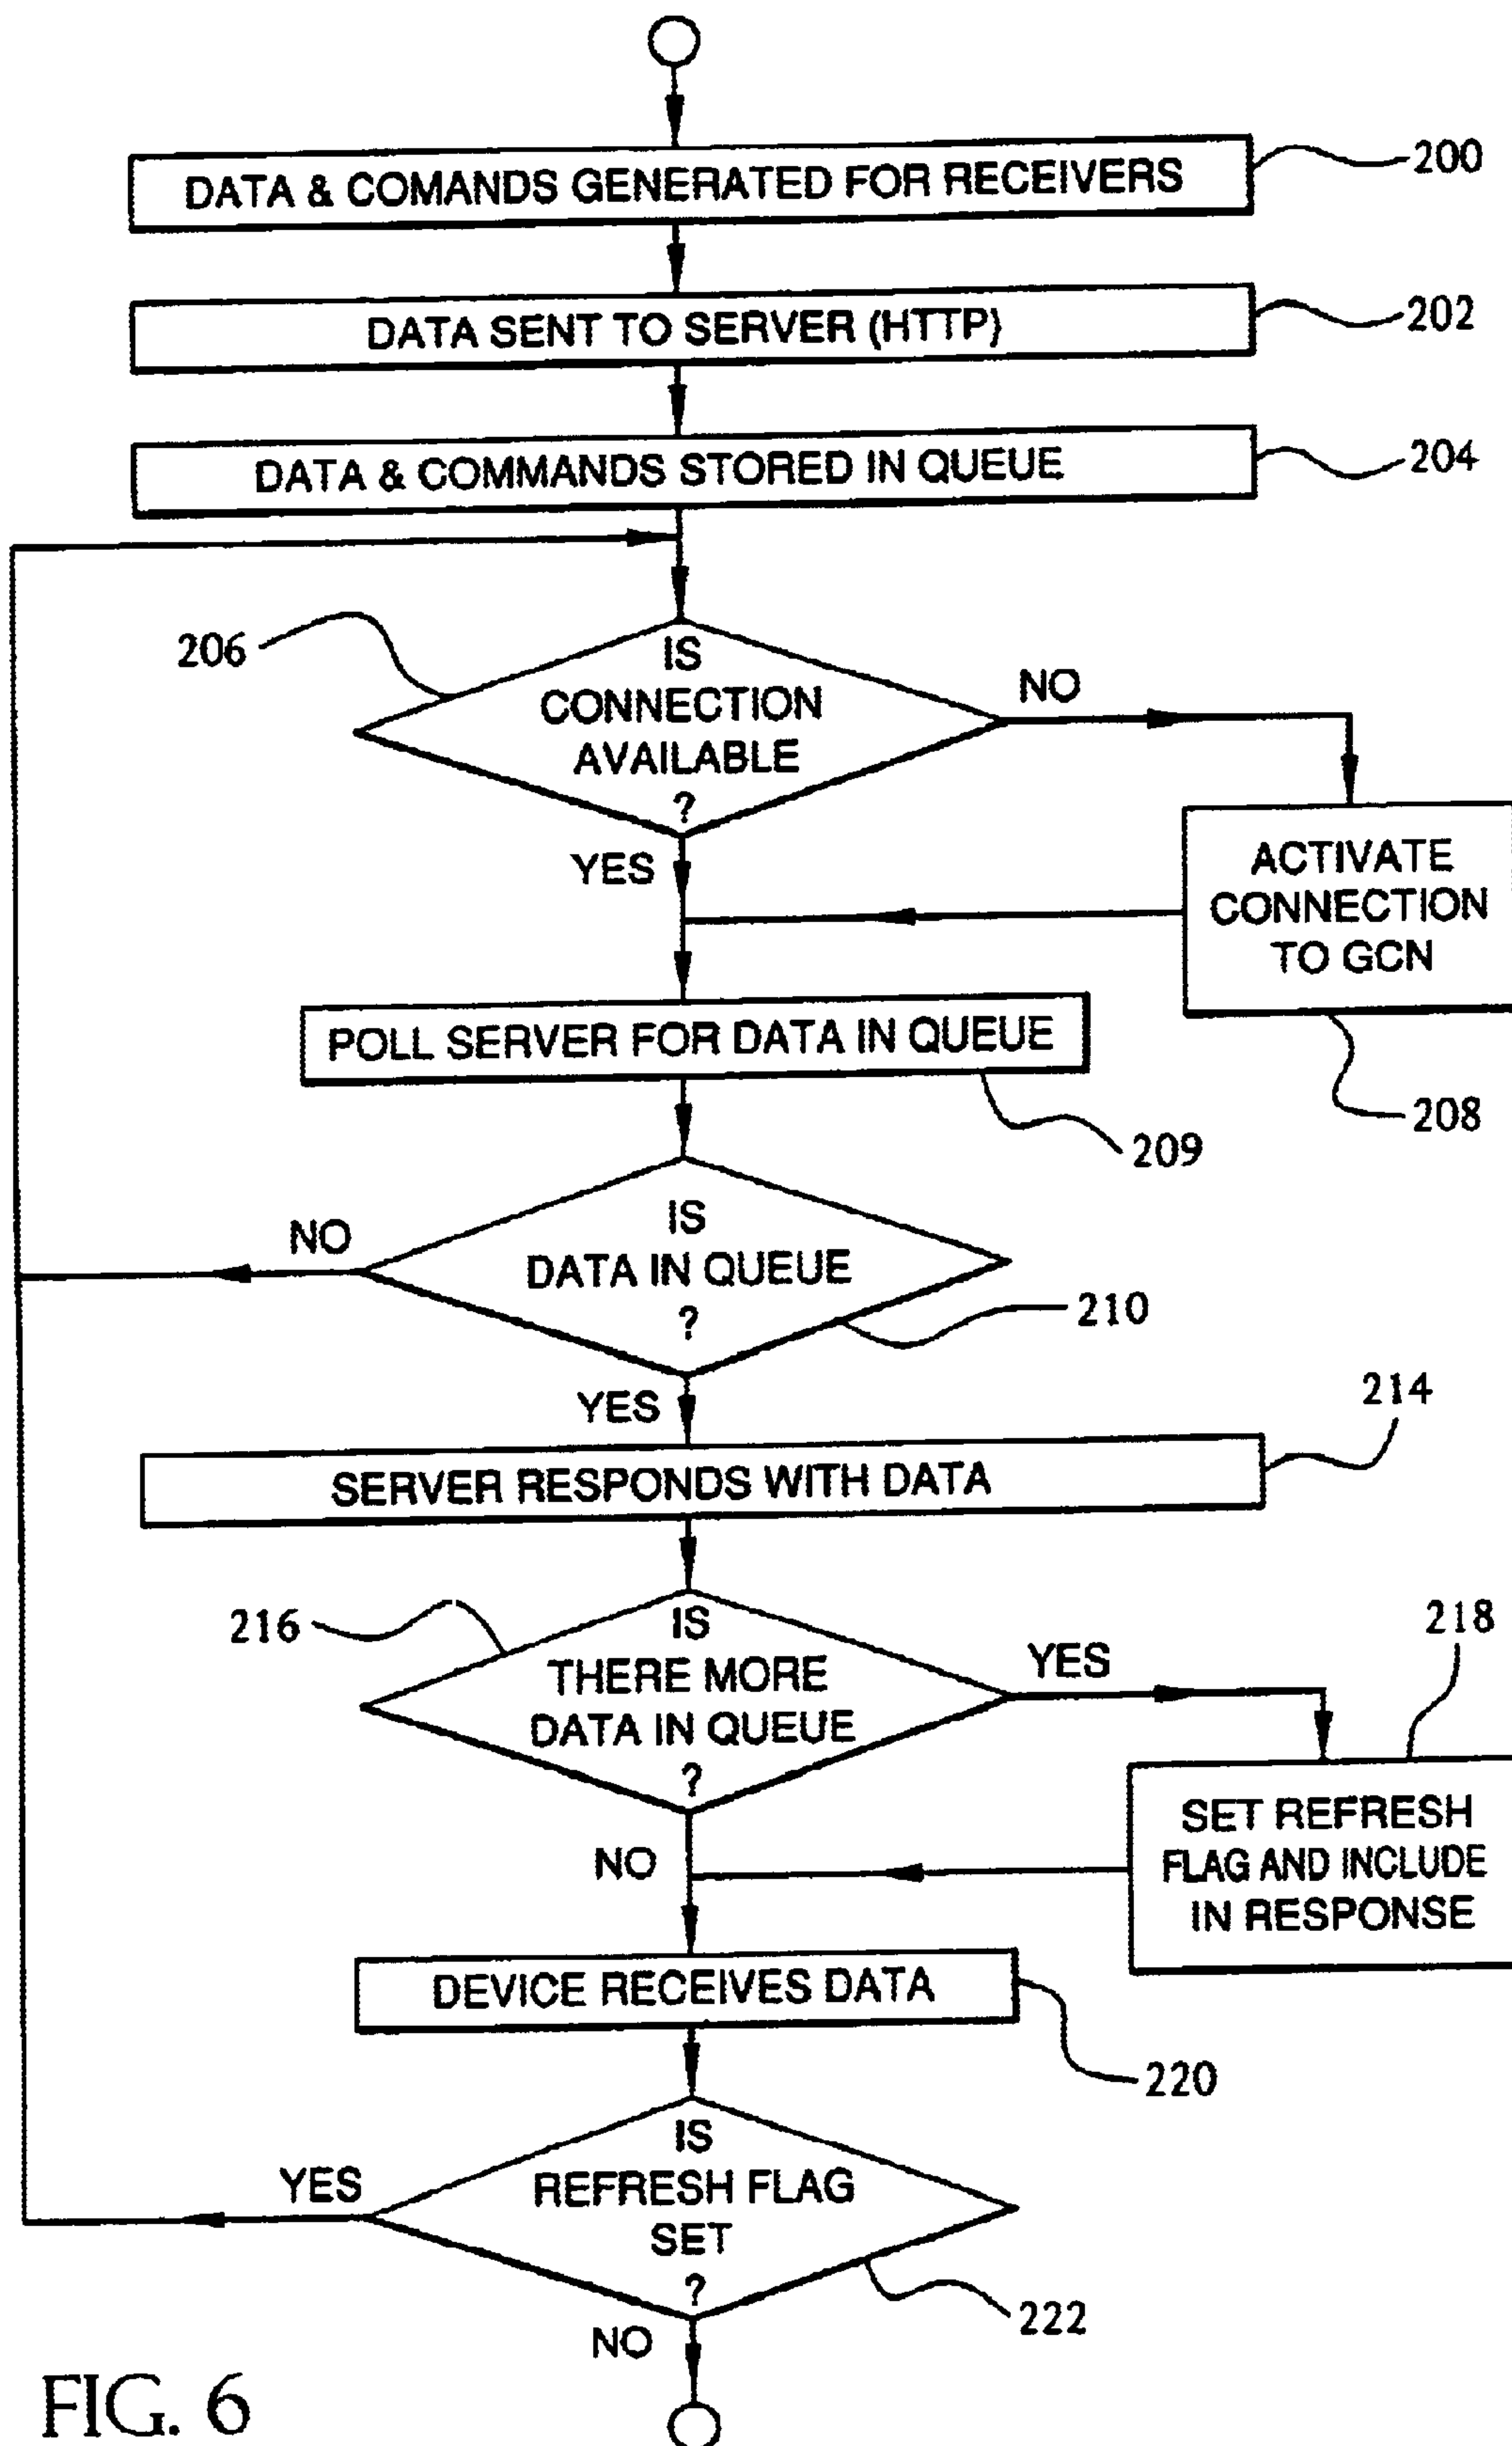 DATA & COMANDS GENERATED FOR RECEIVERS
200
DATA SENT TO SERVER (HTTP)
202
DATA & COMMANDS STORED IN QUEUE
204
206
IS
CONNECTION
AVAILABLE
?
NO
YES
ACTIVATE
CONNECTION
TO GCN
208
POLL SERVER FOR DATA IN QUEUE
209
IS
DATA IN QUEUE
?
NO
210
YES
214
SERVER RESPONDS WITH DATA
216
IS
THERE MORE
DATA IN QUEUE
?
YES
218
NO
SET REFRESH
FLAG AND INCLUDE
IN RESPONSE
DEVICE RECEIVES DATA
220
IS
REFRESH FLAG
SET
?
YES
222
NO
FIG. 6